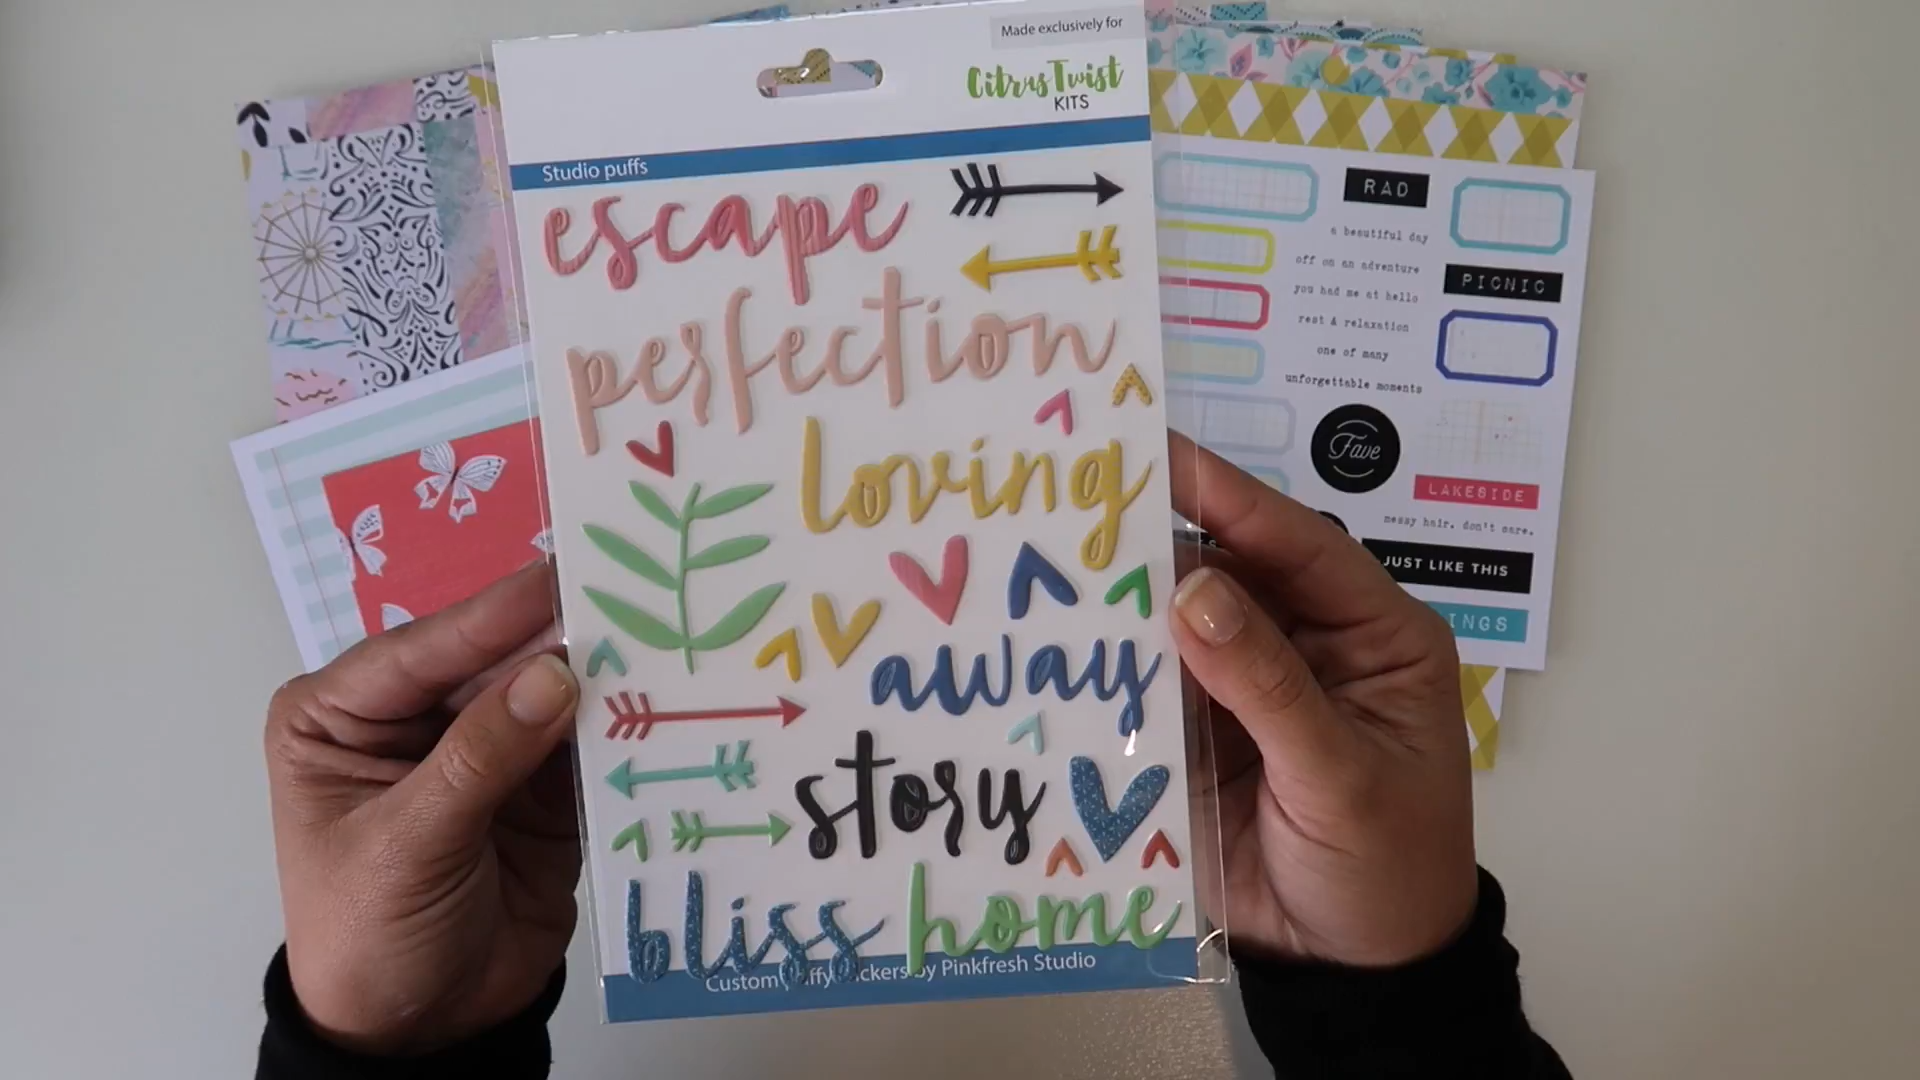 Made exclusively for
Citrus Twist
KITS
Studio puffs
escape
perfection
loving
away
story
bliss home
Custom puffy stickers by Pinkfresh Studio
RAD
a beautiful day
off on an adventure
PICNIC
you had me at hello
rest & relaxation
one of many
unforgettable moments
Fave
LAKESIDE
messy hair. don't care.
JUST LIKE THIS
INGS